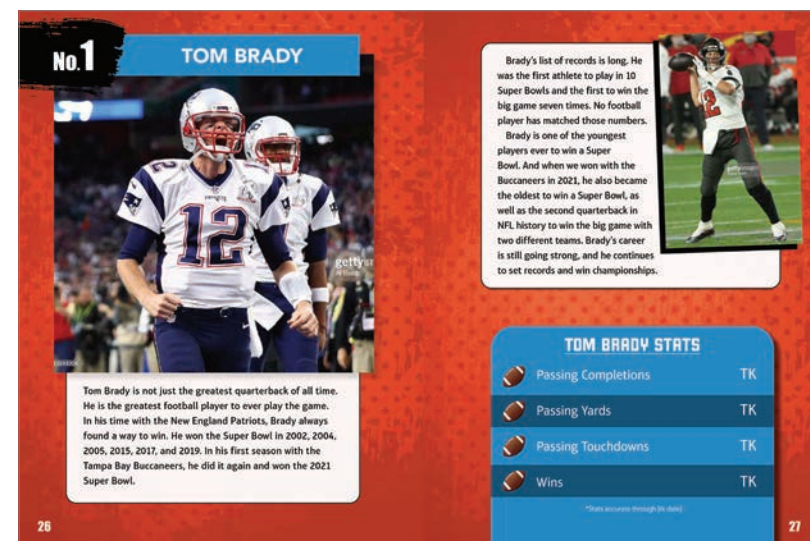 No.1
TOM BRADY
12
gettyimages
Tom Brady is not just the greatest quarterback of all time.
He is the greatest football player to ever play the game.
In his time with the New England Patriots, Brady always
found a way to win. He won the Super Bowl in 2002, 2004,
2005, 2015, 2017, and 2019. In his first season with the
Tampa Bay Buccaneers, he did it again and won the 2021
Super Bowl.
26
Brady's list of records is long. He
was the first athlete to play in 10
Super Bowls and the first to win the
big game seven times. No football
player has matched those numbers.
Brady is one of the youngest
players ever to win a Super
Bowl. And when we won with the
Buccaneers in 2021, he also became
the oldest to win a Super Bowl, as
well as the second quarterback in
NFL history to win the big game with
two different teams. Brady's career
is still going strong, and he continues
to set records and win championships.
TOM BRADY STATS
Passing Completions TK
Passing Yards TK
Passing Touchdowns TK
Wins TK
*Stats accurate through [tk date]
27